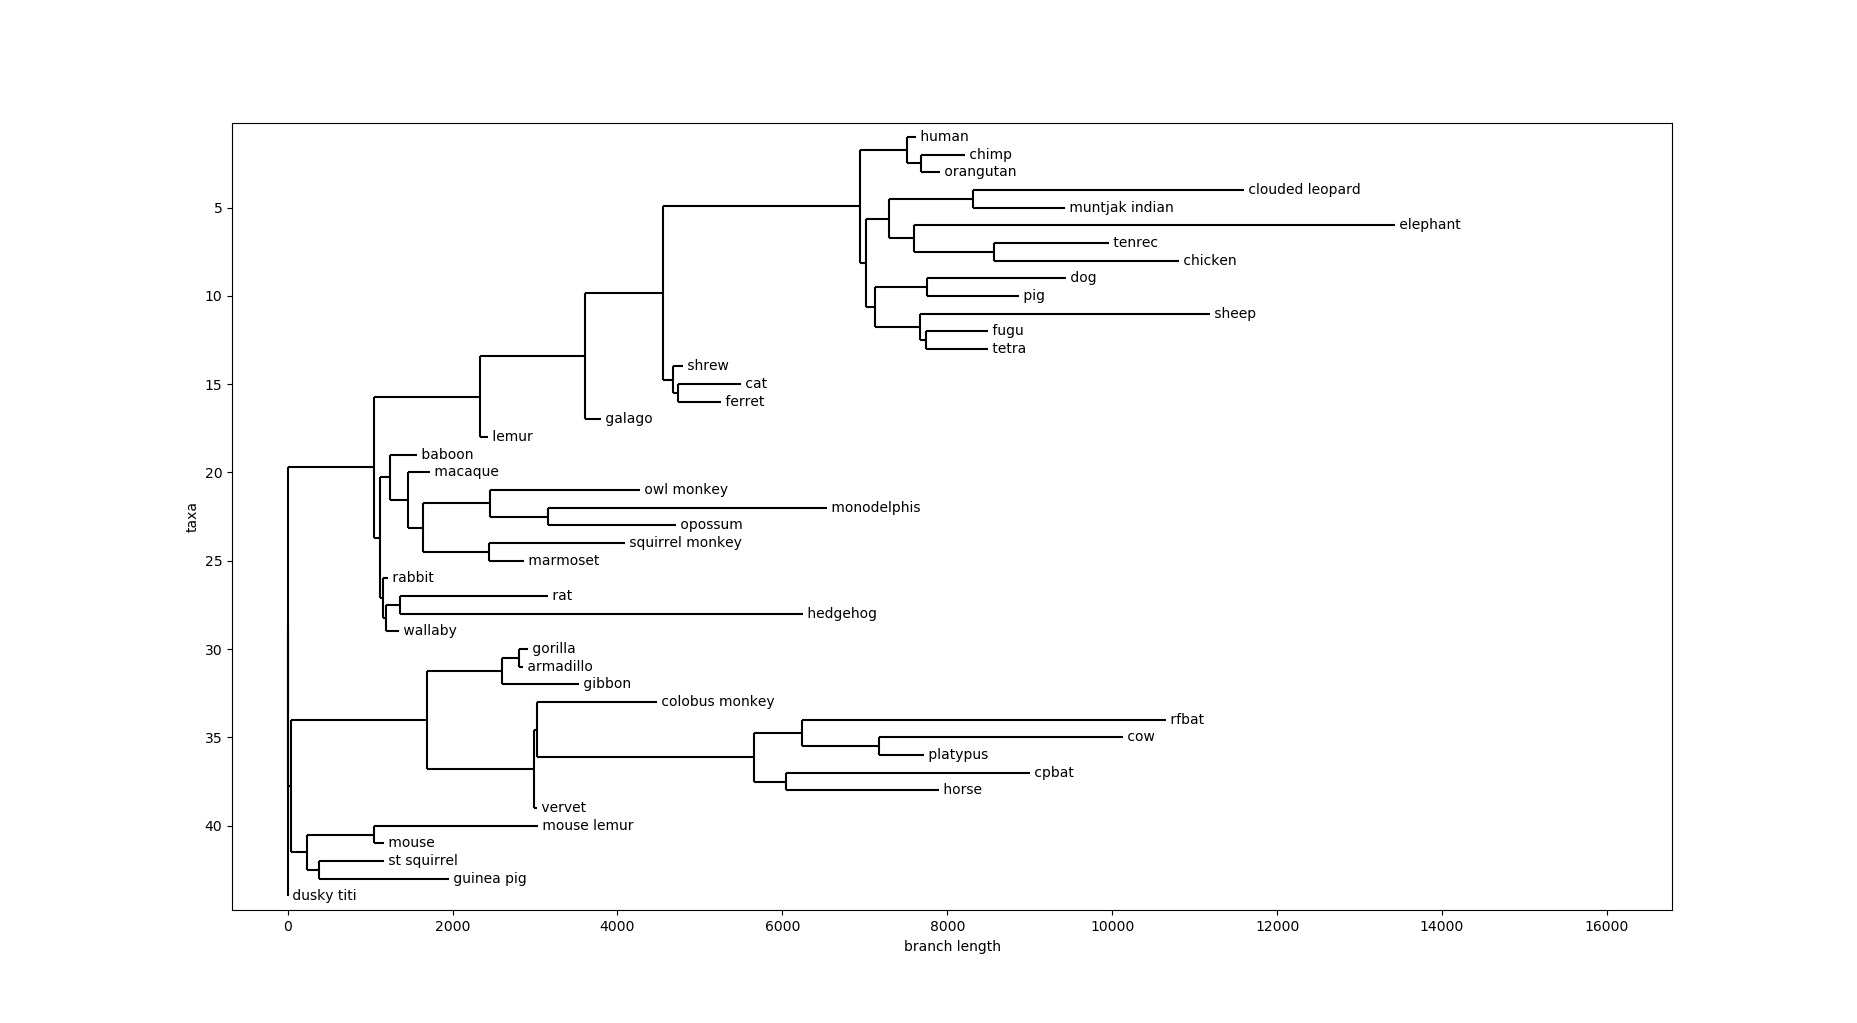 human
chimp
orangutan
clouded leopard
5
muntjak indian
elephant
tenrec
chicken
dog
10
pig
sheep
fugu
tetra
shrew
15
cat
ferret
galago
lemur
baboon
20
macaque
owl monkey
monodelphis
taxa
opossum
squirrel monkey
25
marmoset
rabbit
rat
hedgehog
wallaby
30
gorilla
armadillo
gibbon
colobus monkey
rfbat
35
cow
platypus
cpbat
horse
vervet
40
mouse lemur
mouse
st squirrel
guinea pig
dusky titi
0 2000 4000 6000 8000 10000 12000 14000 16000
branch length